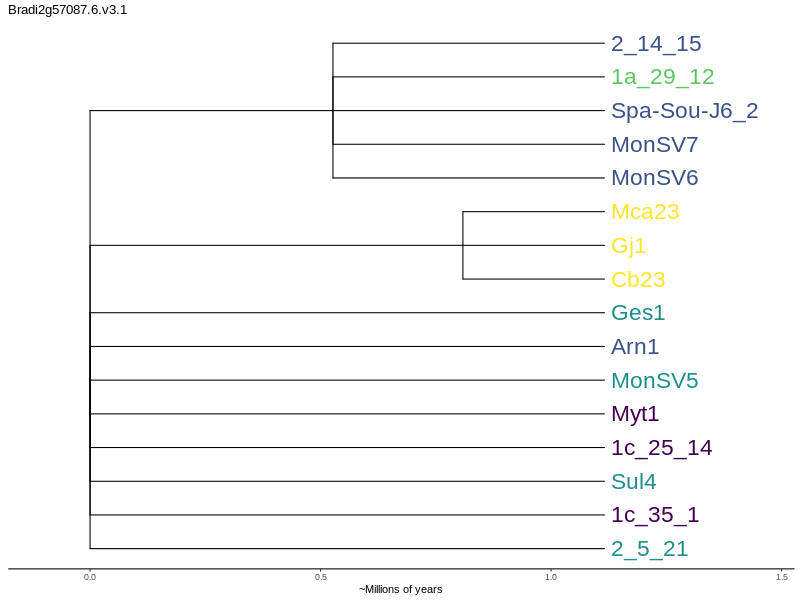 Bradi2g57087.6.v3.1
2_14_15
1a_29_12
Spa-Sou-J6_2
MonSV7
MonSV6
Mca23
Gj1
Cb23
Ges1
Arn1
MonSV5
Myt1
1c_25_14
Sul4
1c_35_1
2_5_21
0.0 0.5 1.0 1.5
~Millions of years